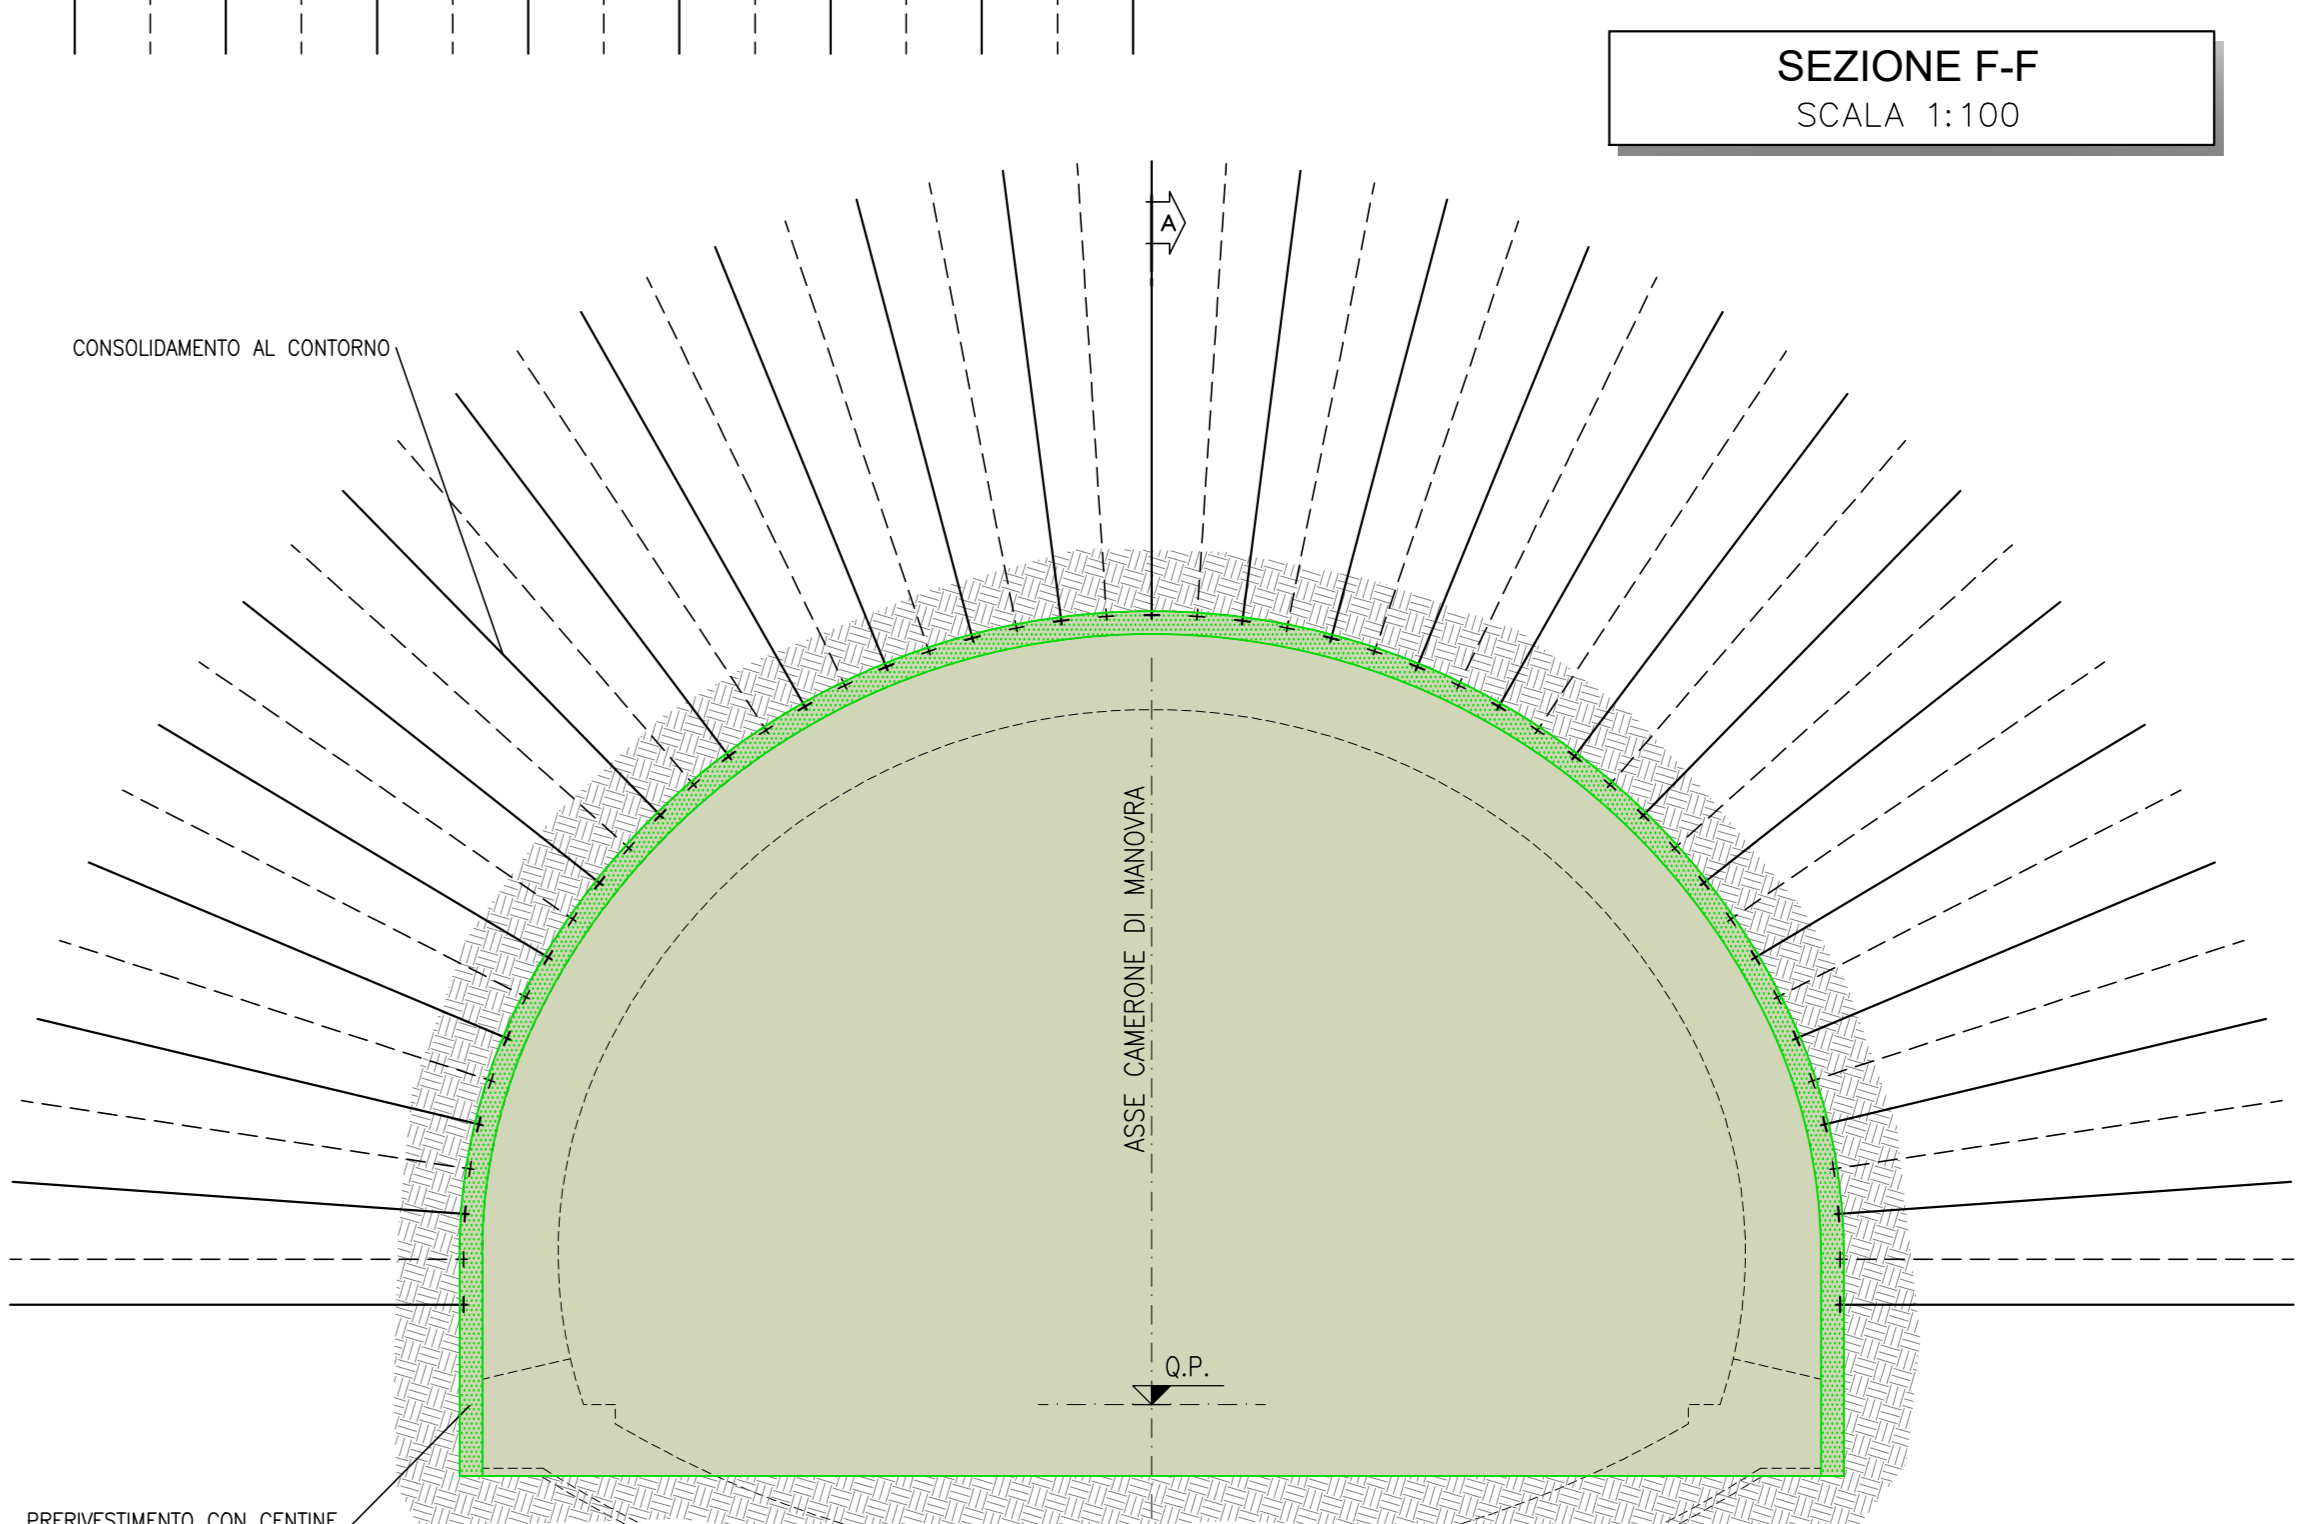 SEZIONE F-F
SCALA 1:100
A
CONSOLIDAMENTO AL CONTORNO
ASSE CAMERONE DI MANOVRA
Q.P.
PRERIVESTIMENTO CON CENTINE